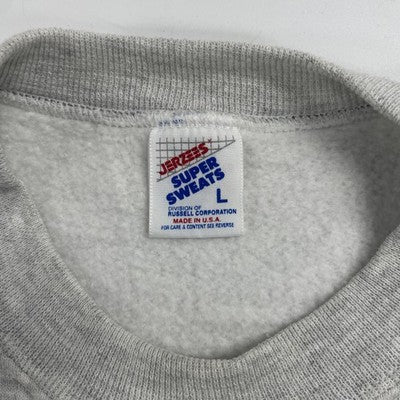 JERZEES
SUPER
SWEATS
L
DIVISION OF
RUSSELL CORPORATION
MADE IN U.S.A.
FOR CARE & CONTENT SEE REVERSE